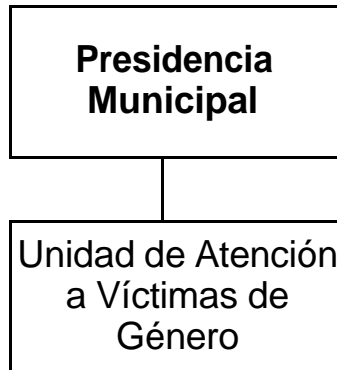 Presidencia
Municipal
Unidad de Atención
a Víctimas de
Género